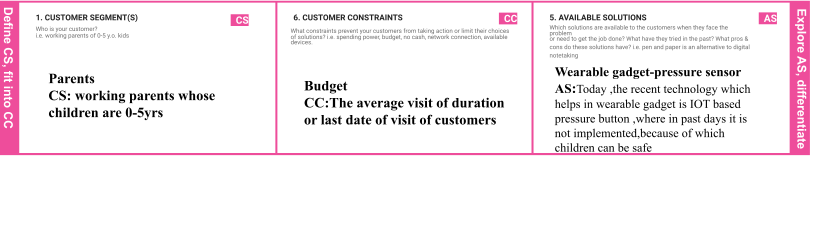 Define CS, fit into CC
1. CUSTOMER SEGMENT(S)
CS
Who is your customer?
i.e. working parents of 0-5 y.o. kids
Parents
CS: working parents whose
children are 0-5yrs
6. CUSTOMER CONSTRAINTS
CC
What constraints prevent your customers from taking action or limit their choices
of solutions? i.e. spending power, budget, no cash, network connection, available
devices.
Budget
CC:The average visit of duration
or last date of visit of customers
5. AVAILABLE SOLUTIONS
AS
Which solutions are available to the customers when they face the
problem
or need to get the job done? What have they tried in the past? What pros &
cons do these solutions have? i.e. pen and paper is an alternative to digital
notetaking
Wearable gadget-pressure sensor
AS:Today ,the recent technology which
helps in wearable gadget is IOT based
pressure button ,where in past days it is
not implemented,because of which
children can be safe
Explore AS, differentiate